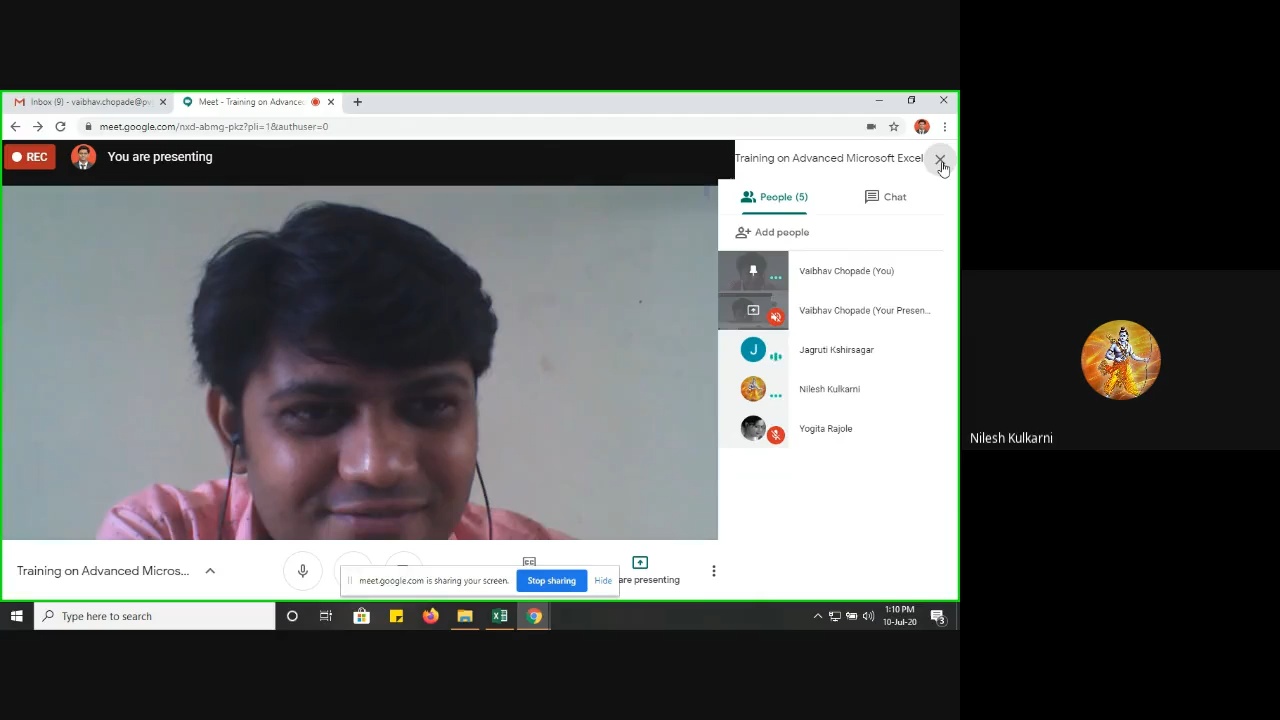 Inbox (9) - vaibhav.chopade@pv
Meet - Training on Advanced
meet.google.com/nxd-abmg-pkz?pli=1&authuser=0
REC
You are presenting
Training on Advanced Microsoft Excel
People (5)
Chat
Add people
Vaibhav Chopade (You)
Vaibhav Chopade (Your Presen...
J
Jagruti Kshirsagar
Nilesh Kulkarni
Yogita Rajole
Nilesh Kulkarni
Training on Advanced Micros...
meet.google.com is sharing your screen.
Stop sharing
Hide
are presenting
Type here to search
1:10 PM
10-Jul-20
3